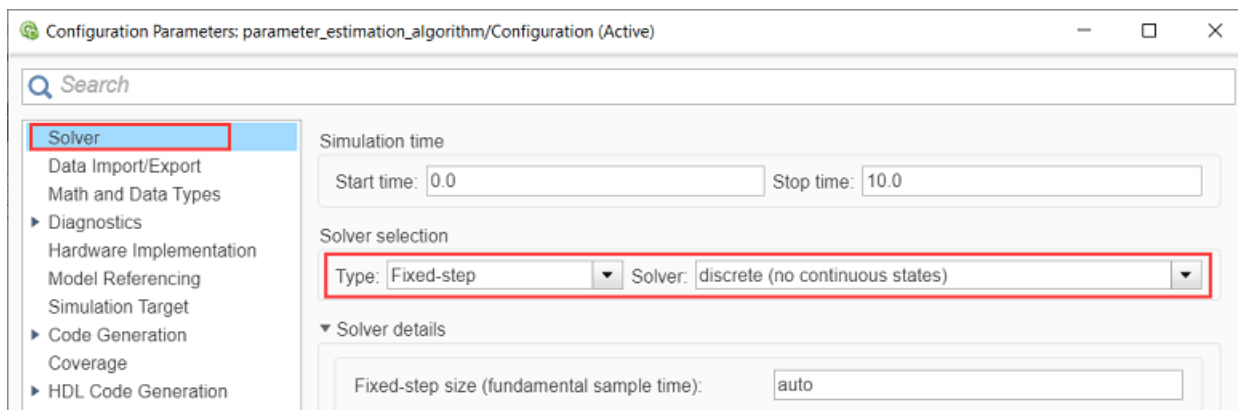 Configuration Parameters: parameter_estimation_algorithm/Configuration (Active)
Search
Solver
Data Import/Export
Math and Data Types
Diagnostics
Hardware Implementation
Model Referencing
Simulation Target
Code Generation
Coverage
HDL Code Generation
Simulation time
Start time: 0.0 Stop time: 10.0
Solver selection
Type: Fixed-step Solver: discrete (no continuous states)
Solver details
Fixed-step size (fundamental sample time): auto